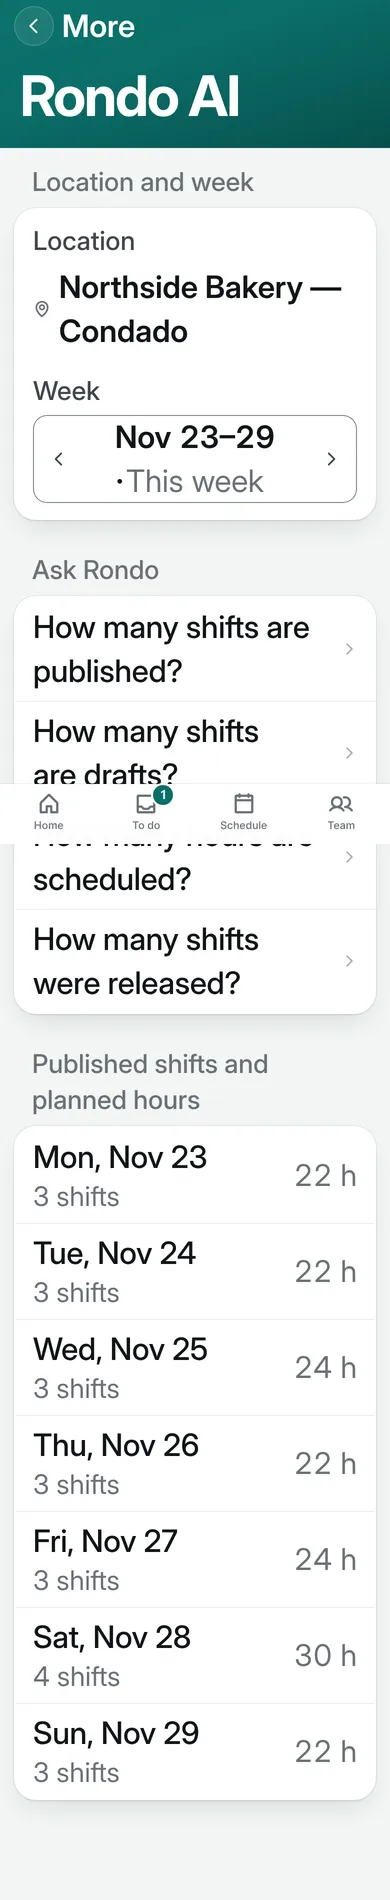 More
Rondo AI
Location and week
Location
Northside Bakery —
Condado
Week
Nov 23–29
·This week
Ask Rondo
How many shifts are
published?
How many shifts
are drafts?
Home
To do
1
Schedule
Team
How many hours are
scheduled?
How many shifts
were released?
Published shifts and
planned hours
Mon, Nov 23
3 shifts
22 h
Tue, Nov 24
3 shifts
22 h
Wed, Nov 25
3 shifts
24 h
Thu, Nov 26
3 shifts
22 h
Fri, Nov 27
3 shifts
24 h
Sat, Nov 28
4 shifts
30 h
Sun, Nov 29
3 shifts
22 h